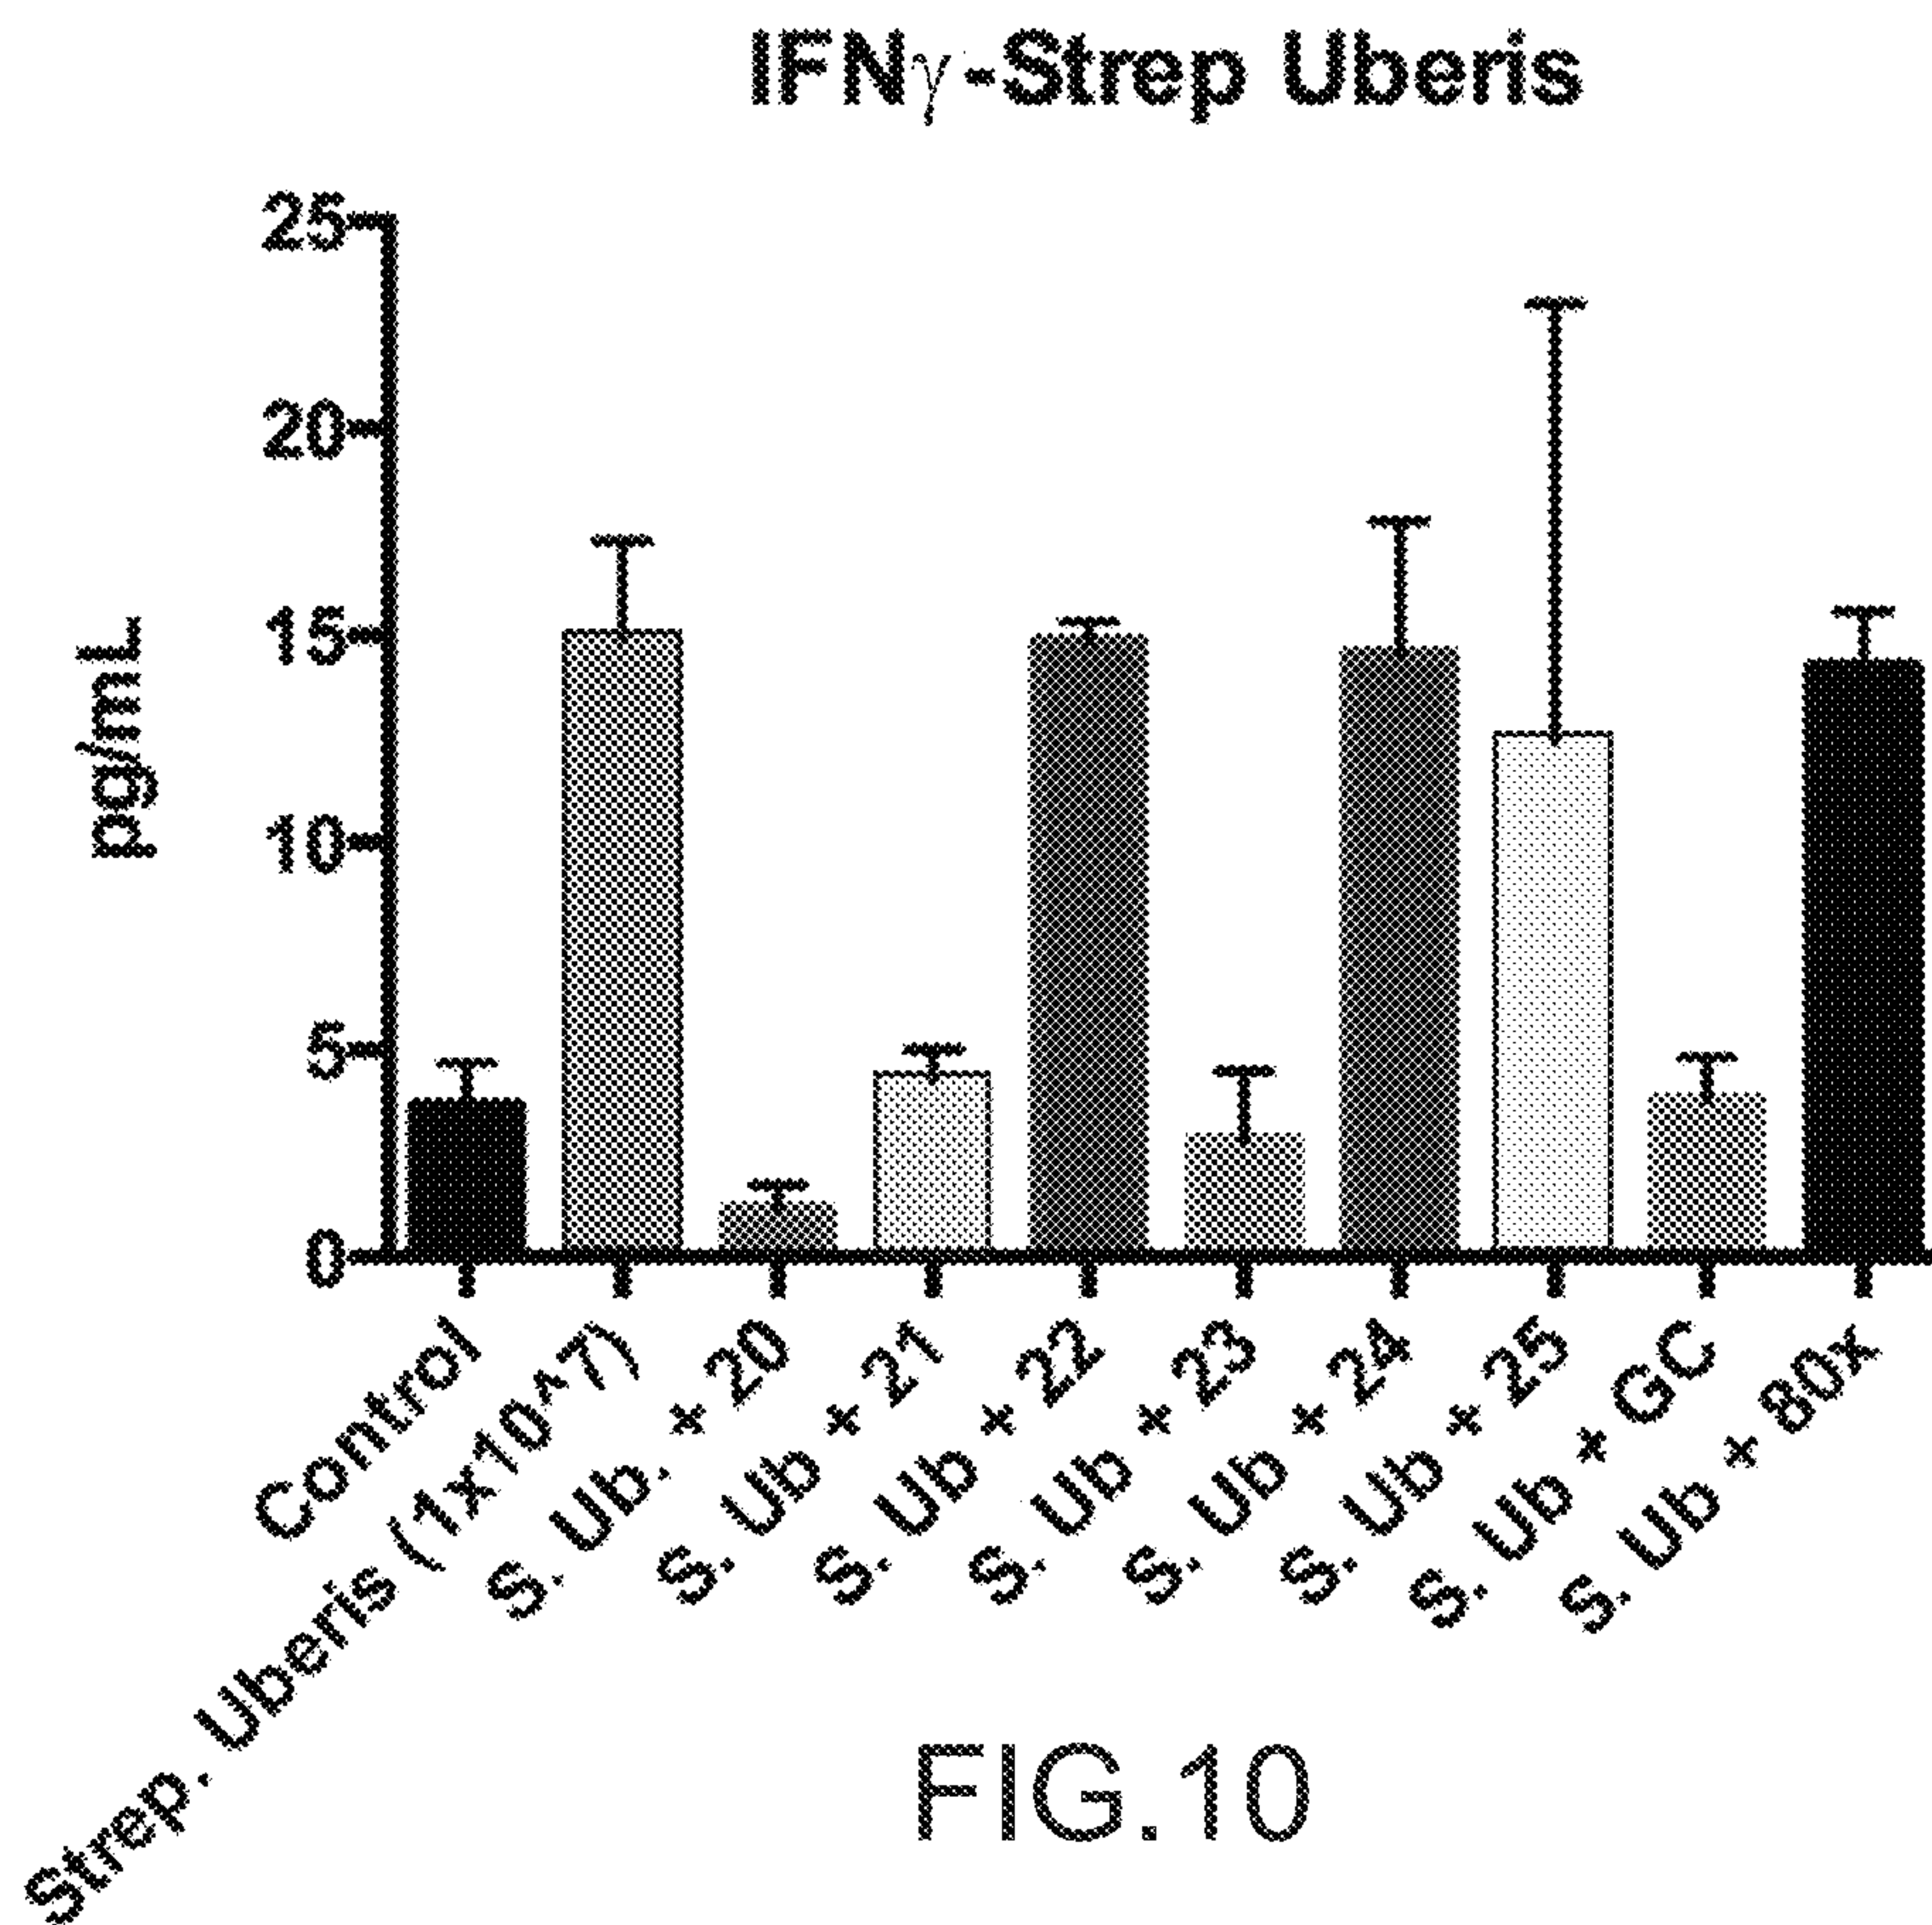 IFNγ-Strep Uberis
pg/mL
25
20
15
10
5
0
Control
Strep. Uberis (1x10^7)
S. Ub. + 20
S. Ub + 21
S. Ub + 22
S. Ub + 23
S. Ub + 24
S. Ub + 25
S. Ub + GC
S. Ub + 80x
FIG.10